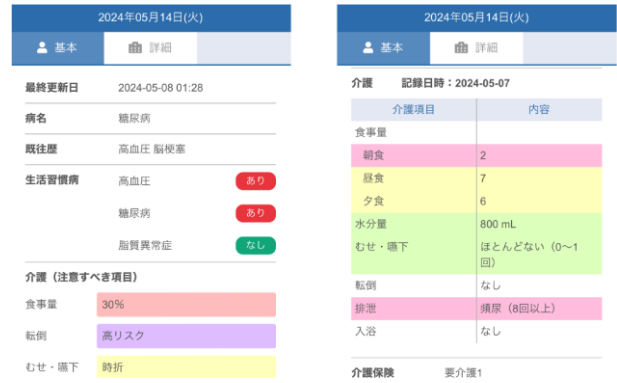 2024年05月14日(火)
基本
詳細
最終更新日 2024-05-08 01:28
病名 糖尿病
既往歴 高血圧 脳梗塞
生活習慣病 高血圧 あり
糖尿病 あり
脂質異常症 なし
介護（注意すべき項目）
食事量 30%
転倒 高リスク
むせ・嚥下 時折
2024年05月14日(火)
基本
詳細
介護 記録日時：2024-05-07
介護項目 内容
食事量
朝食 2
昼食 7
夕食 6
水分量 800 mL
むせ・嚥下 ほとんどない（0〜1
回）
転倒 なし
排泄 頻尿（8回以上）
入浴 なし
介護保険 要介護1